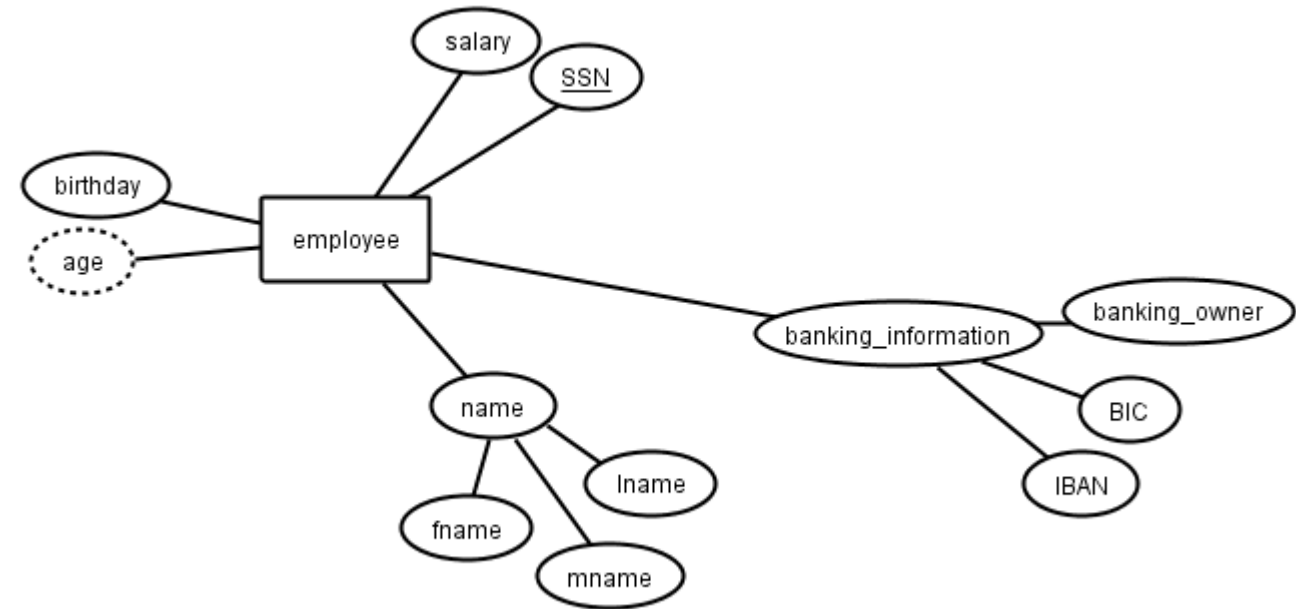 salary
SSN
birthday
employee
age
banking_owner
banking_information
name
BIC
lname
IBAN
fname
mname